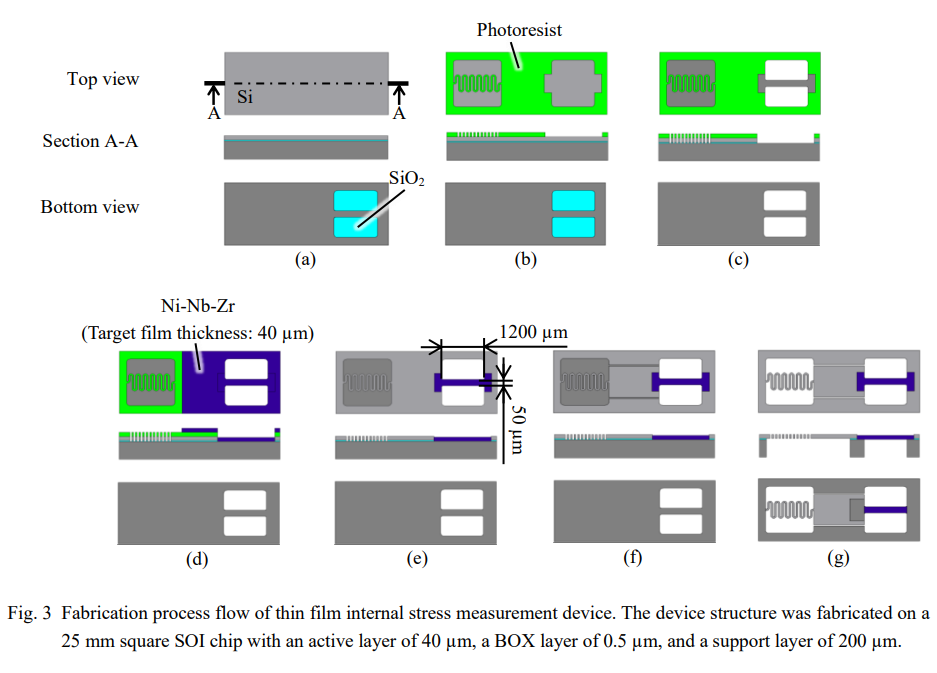 Photoresist
Top view
Si
A
A
Section A-A
SiO₂
Bottom view
(a)
(b)
(c)
Ni-Nb-Zr
(Target film thickness: 40 µm)
1200 µm
50 µm
(d)
(e)
(f)
(g)
Fig. 3 Fabrication process flow of thin film internal stress measurement device. The device structure was fabricated on a
25 mm square SOI chip with an active layer of 40 µm, a BOX layer of 0.5 µm, and a support layer of 200 µm.